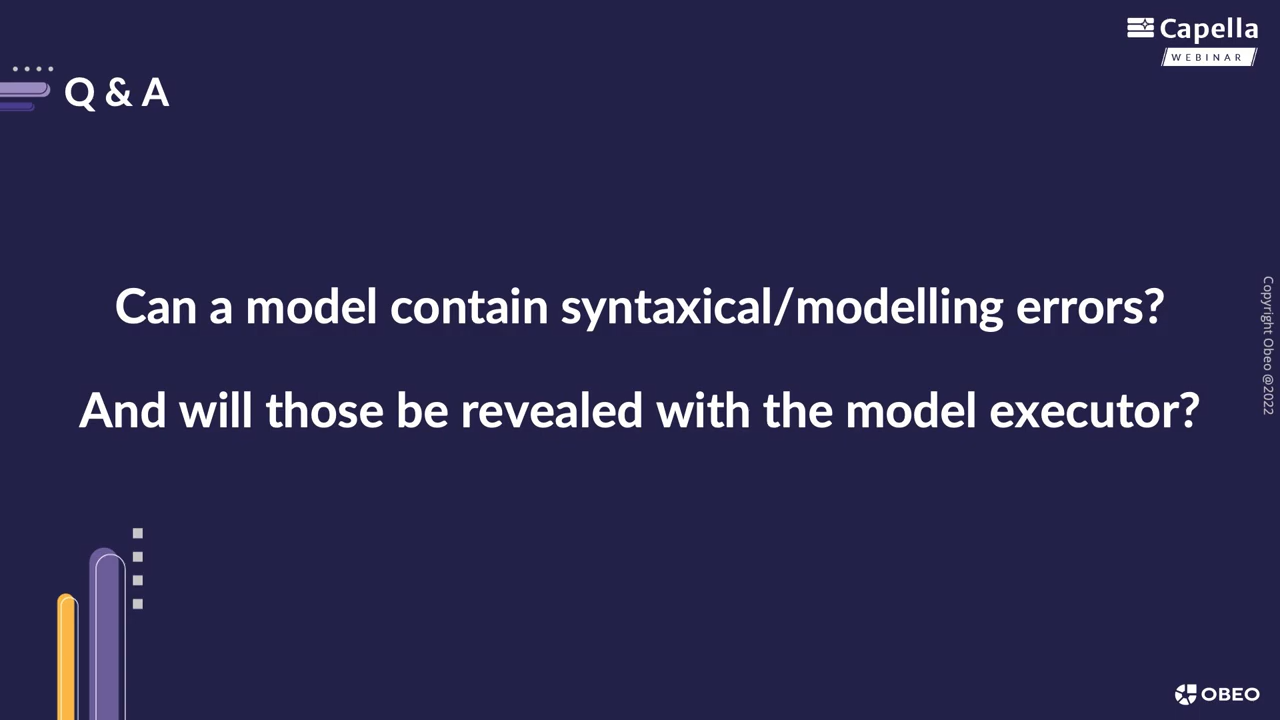 Capella
WEBINAR
Q & A
Can a model contain syntaxical/modelling errors?
And will those be revealed with the model executor?
Copyright Obeo @2022
OBEO